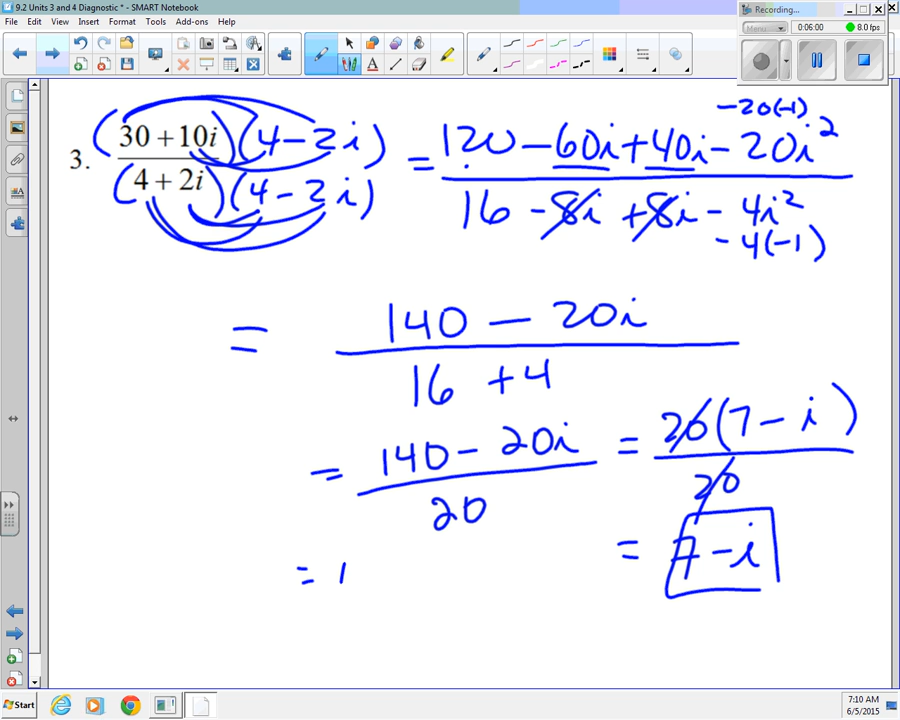 9.2 Units 3 and 4 Diagnostic * - SMART Notebook
File Edit View Insert Format Tools Add-ons Help
Recording...
Menu 0:06:00 8.0 fps
3. (30 + 10i)(4 - 2i) = 120 - 60i + 40i - 20i²
-20(-1)
(4 + 2i)(4 - 2i) 16 - 8i + 8i - 4i²
- 4(-1)
= 140 - 20i
16 + 4
= 140 - 20i = 20(7 - i)
20 20
= 7 - i
=
Start
7:10 AM
6/5/2015